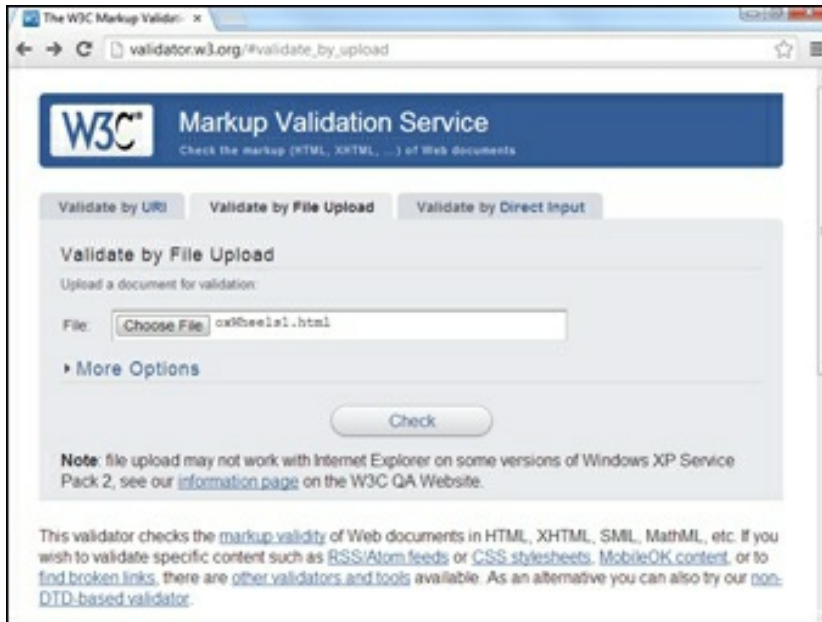 The W3C Markup Validati
validator.w3.org/#validate_by_upload
W3C®
Markup Validation Service
Check the markup (HTML, XHTML, ...) of Web documents
Validate by URI
Validate by File Upload
Validate by Direct Input
Validate by File Upload
Upload a document for validation:
File: Choose File oxWheels1.html
More Options
Check
Note: file upload may not work with Internet Explorer on some versions of Windows XP Service
Pack 2, see our information page on the W3C QA Website.
This validator checks the markup validity of Web documents in HTML, XHTML, SMIL, MathML, etc. If you
wish to validate specific content such as RSS/Atom feeds or CSS stylesheets, MobileOK content, or to
find broken links, there are other validators and tools available. As an alternative you can also try our non-
DTD-based validator.